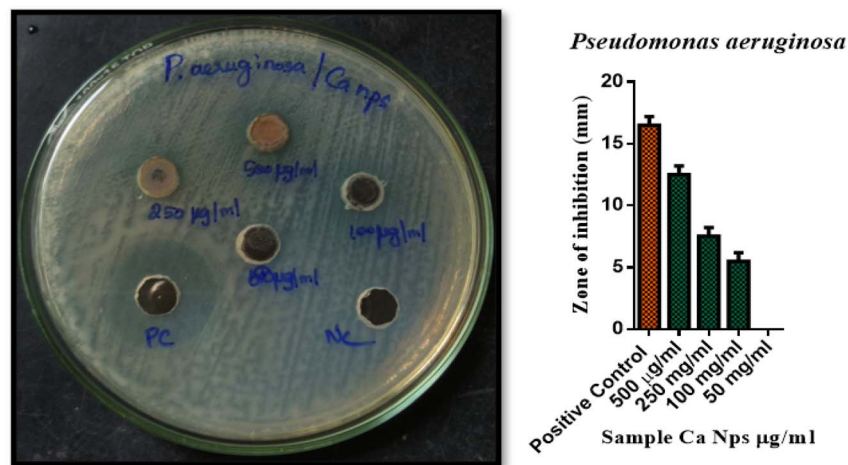 P. aeruginosa / Ca nps
500 µg/ml
250 µg/ml
100 µg/ml
µg/ml
PC
NC
Pseudomonas aeruginosa
Zone of inhibition (mm)
20
15
10
5
0
Positive Control
500 µg/ml
250 mg/ml
100 mg/ml
50 mg/ml
Sample Ca Nps µg/ml